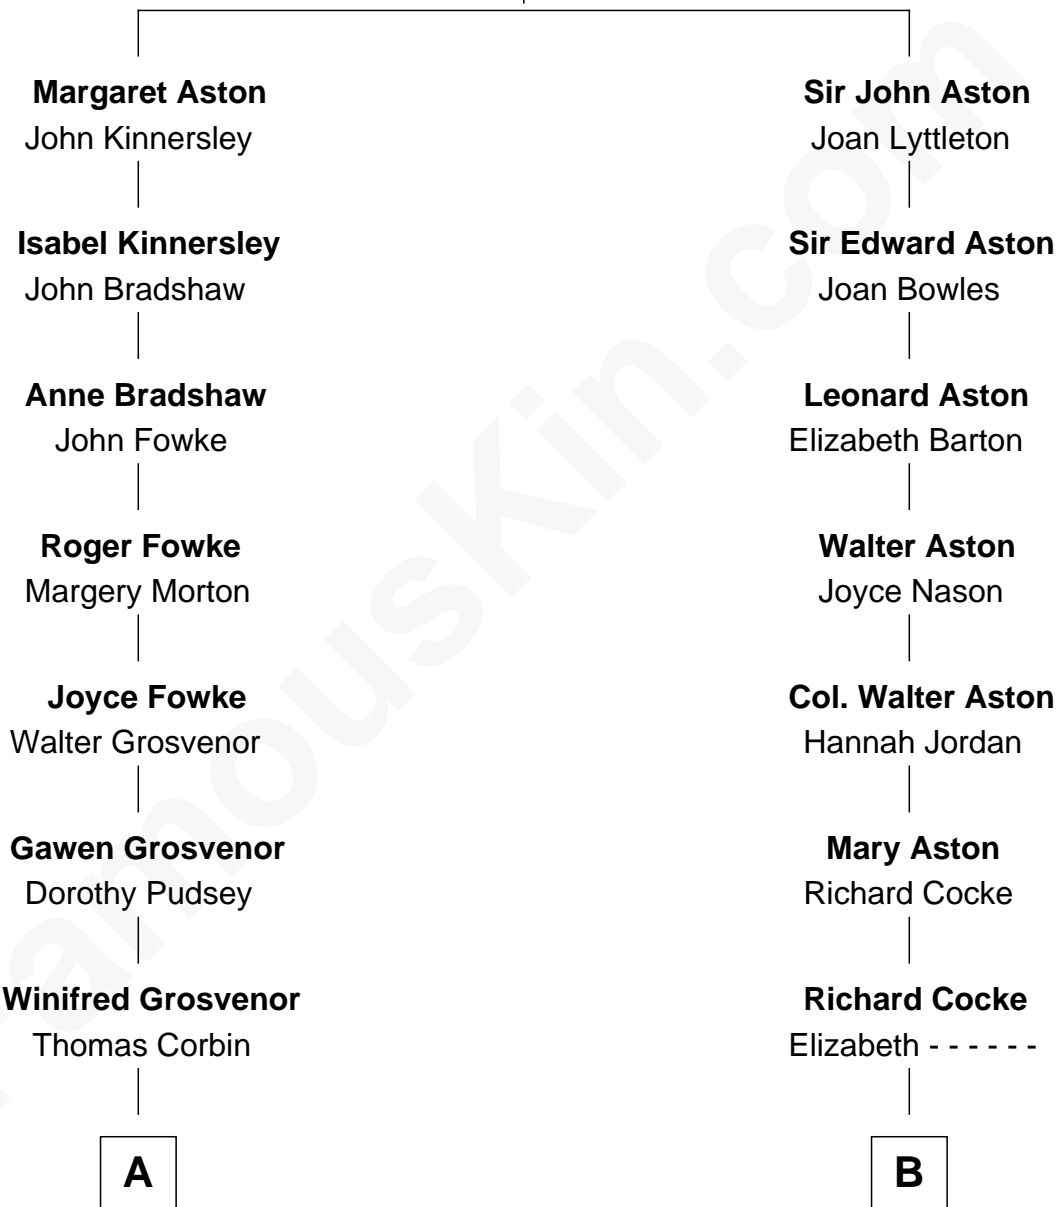 Margaret Aston
John Kinnersley
Isabel Kinnersley
John Bradshaw
Anne Bradshaw
John Fowke
Roger Fowke
Margery Morton
Joyce Fowke
Walter Grosvenor
Gawen Grosvenor
Dorothy Pudsey
Winifred Grosvenor
Thomas Corbin
A
Sir John Aston
Joan Lyttleton
Sir Edward Aston
Joan Bowles
Leonard Aston
Elizabeth Barton
Walter Aston
Joyce Nason
Col. Walter Aston
Hannah Jordan
Mary Aston
Richard Cocke
Richard Cocke
Elizabeth - - - - - -
B
FamousKin.com